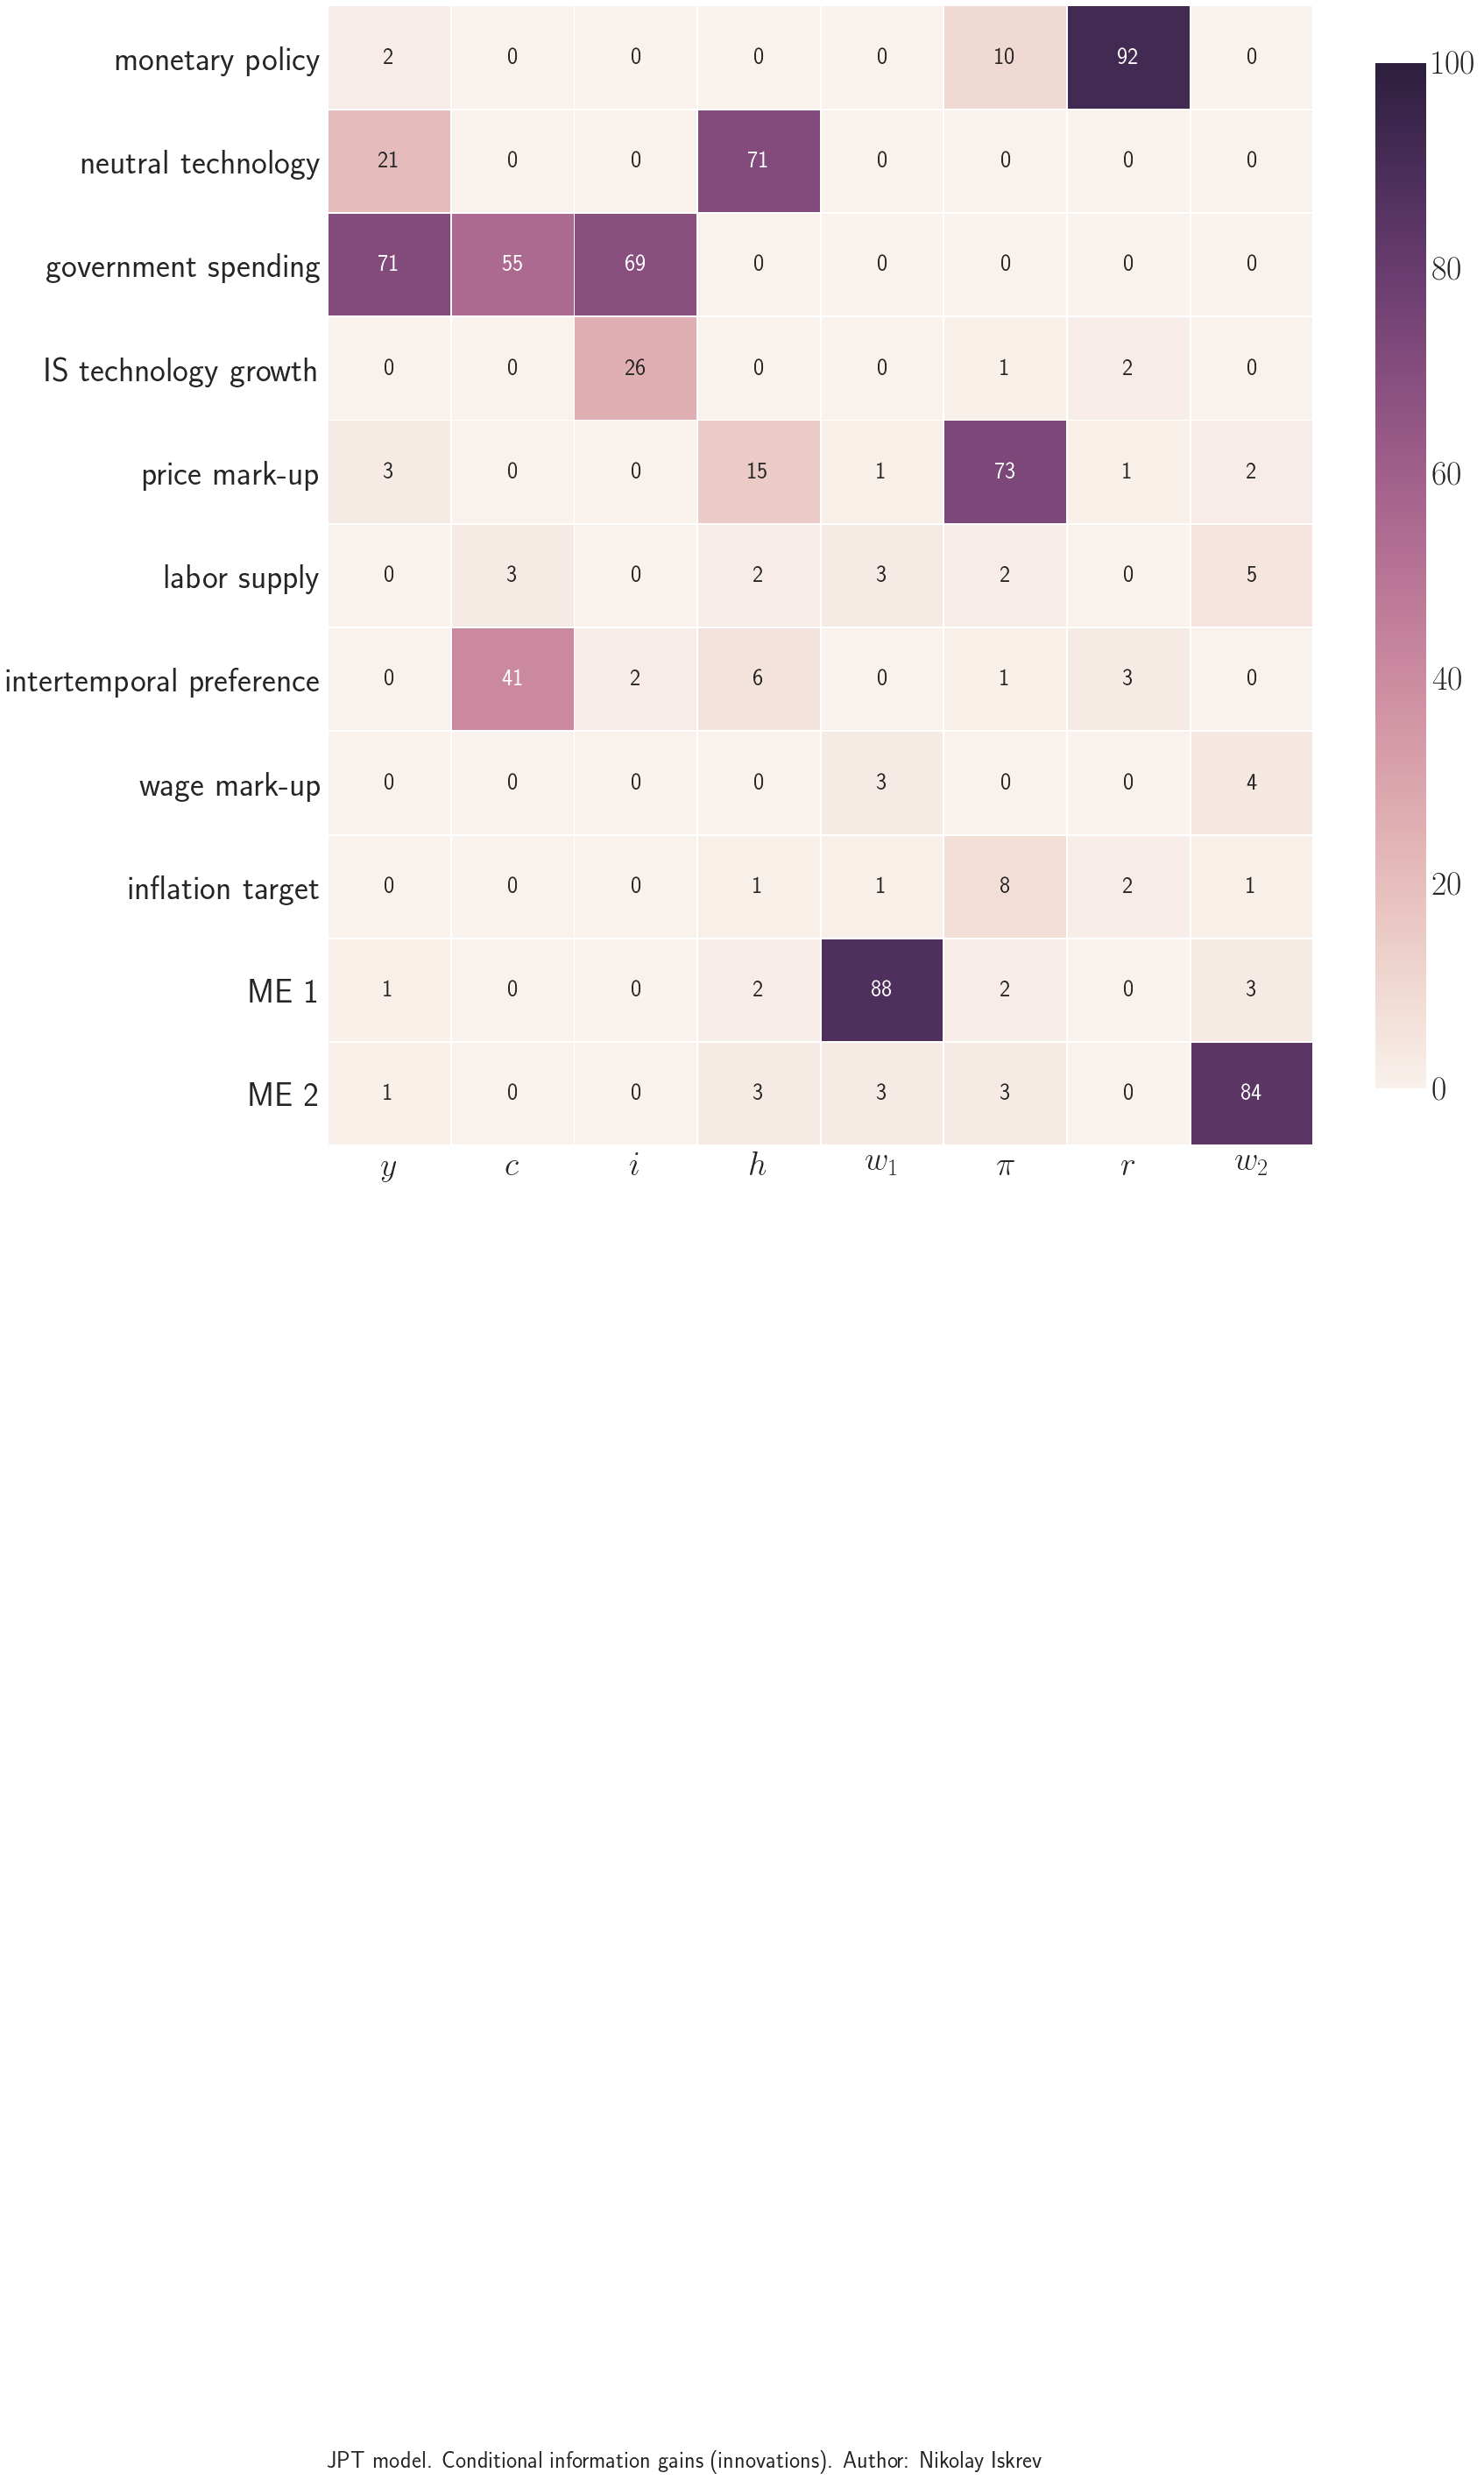 monetary policy 2 0 0 0 0 10 92 0
neutral technology 21 0 0 71 0 0 0 0
government spending 71 55 69 0 0 0 0 0
IS technology growth 0 0 26 0 0 1 2 0
price mark-up 3 0 0 15 1 73 1 2
labor supply 0 3 0 2 3 2 0 5
intertemporal preference 0 41 2 6 0 1 3 0
wage mark-up 0 0 0 0 3 0 0 4
inflation target 0 0 0 1 1 8 2 1
ME 1 1 0 0 2 88 2 0 3
ME 2 1 0 0 3 3 3 0 84
y c i h w₁ π r w₂
100
80
60
40
20
0
JPT model. Conditional information gains (innovations). Author: Nikolay Iskrev